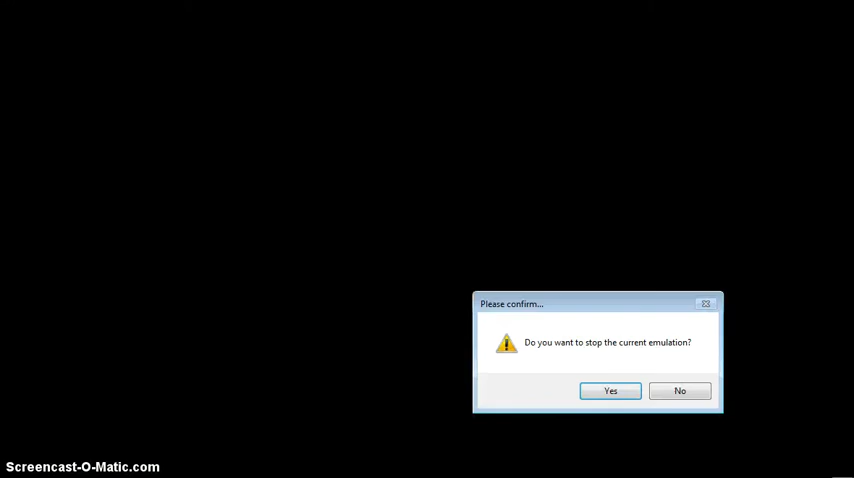 Please confirm...
Do you want to stop the current emulation?
Yes
No
Screencast-O-Matic.com